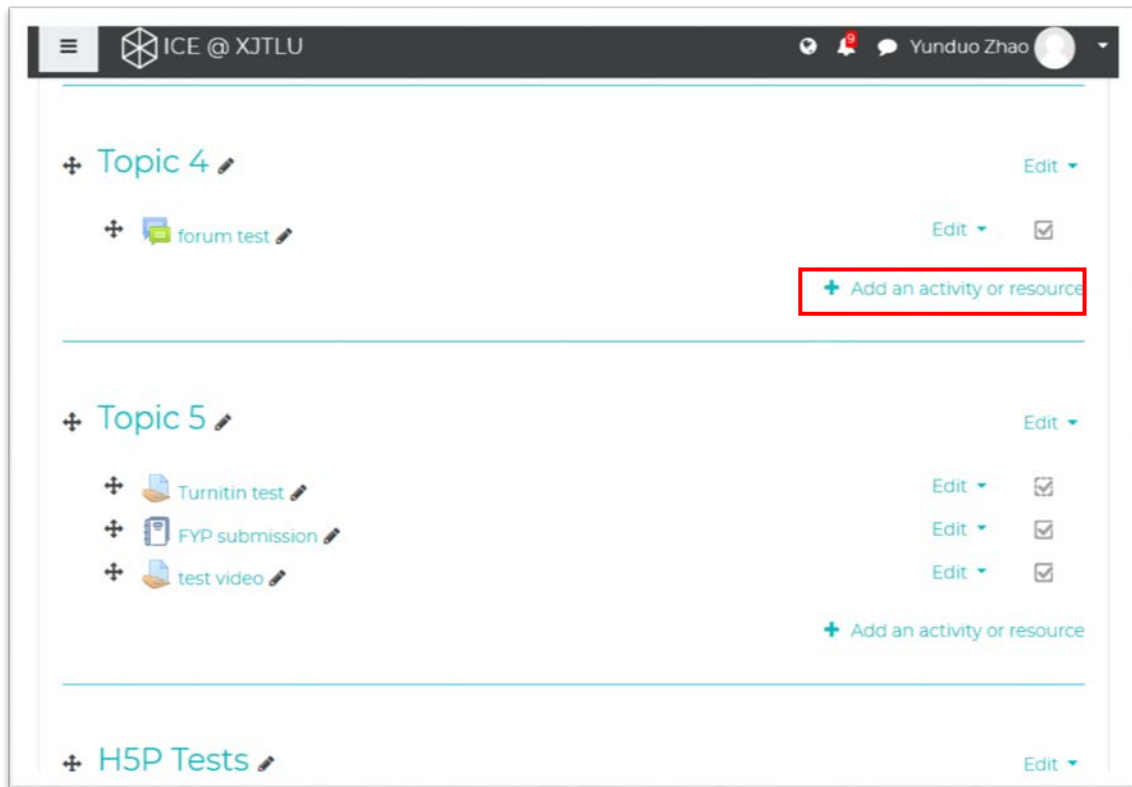 ICE @ XJTLU 9 Yunduo Zhao
Topic 4 Edit
forum test Edit
+ Add an activity or resource
Topic 5 Edit
Turnitin test Edit
FYP submission Edit
test video Edit
+ Add an activity or resource
H5P Tests Edit